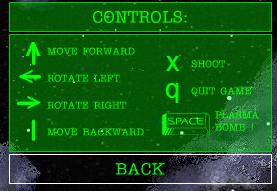 CONTROLS:
MOVE FORWARD
ROTATE LEFT
ROTATE RIGHT
MOVE BACKWARD
X SHOOT
q QUIT GAME
SPACE PLASMA
BOMB !
BACK